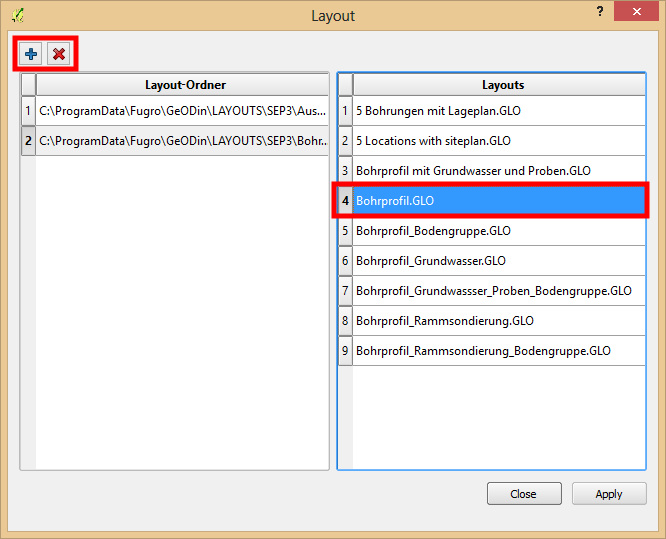 Layout
?
Layout-Ordner
1 C:\ProgramData\Fugro\GeODin\LAYOUTS\SEP3\Aus...
2 C:\ProgramData\Fugro\GeODin\LAYOUTS\SEP3\Bohr...
Layouts
1 5 Bohrungen mit Lageplan.GLO
2 5 Locations with siteplan.GLO
3 Bohrprofil mit Grundwasser und Proben.GLO
4 Bohrprofil.GLO
5 Bohrprofil_Bodengruppe.GLO
6 Bohrprofil_Grundwasser.GLO
7 Bohrprofil_Grundwassser_Proben_Bodengruppe.GLO
8 Bohrprofil_Rammsondierung.GLO
9 Bohrprofil_Rammsondierung_Bodengruppe.GLO
Close
Apply